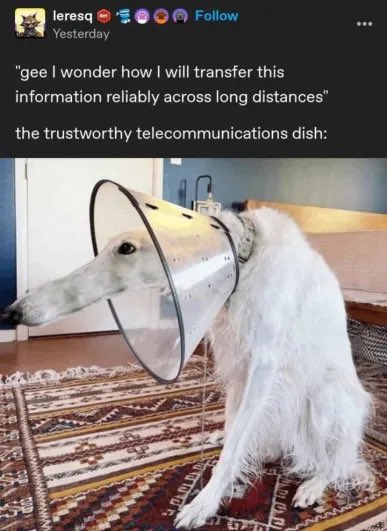 leresq Follow
Yesterday
"gee I wonder how I will transfer this
information reliably across long distances"
the trustworthy telecommunications dish: